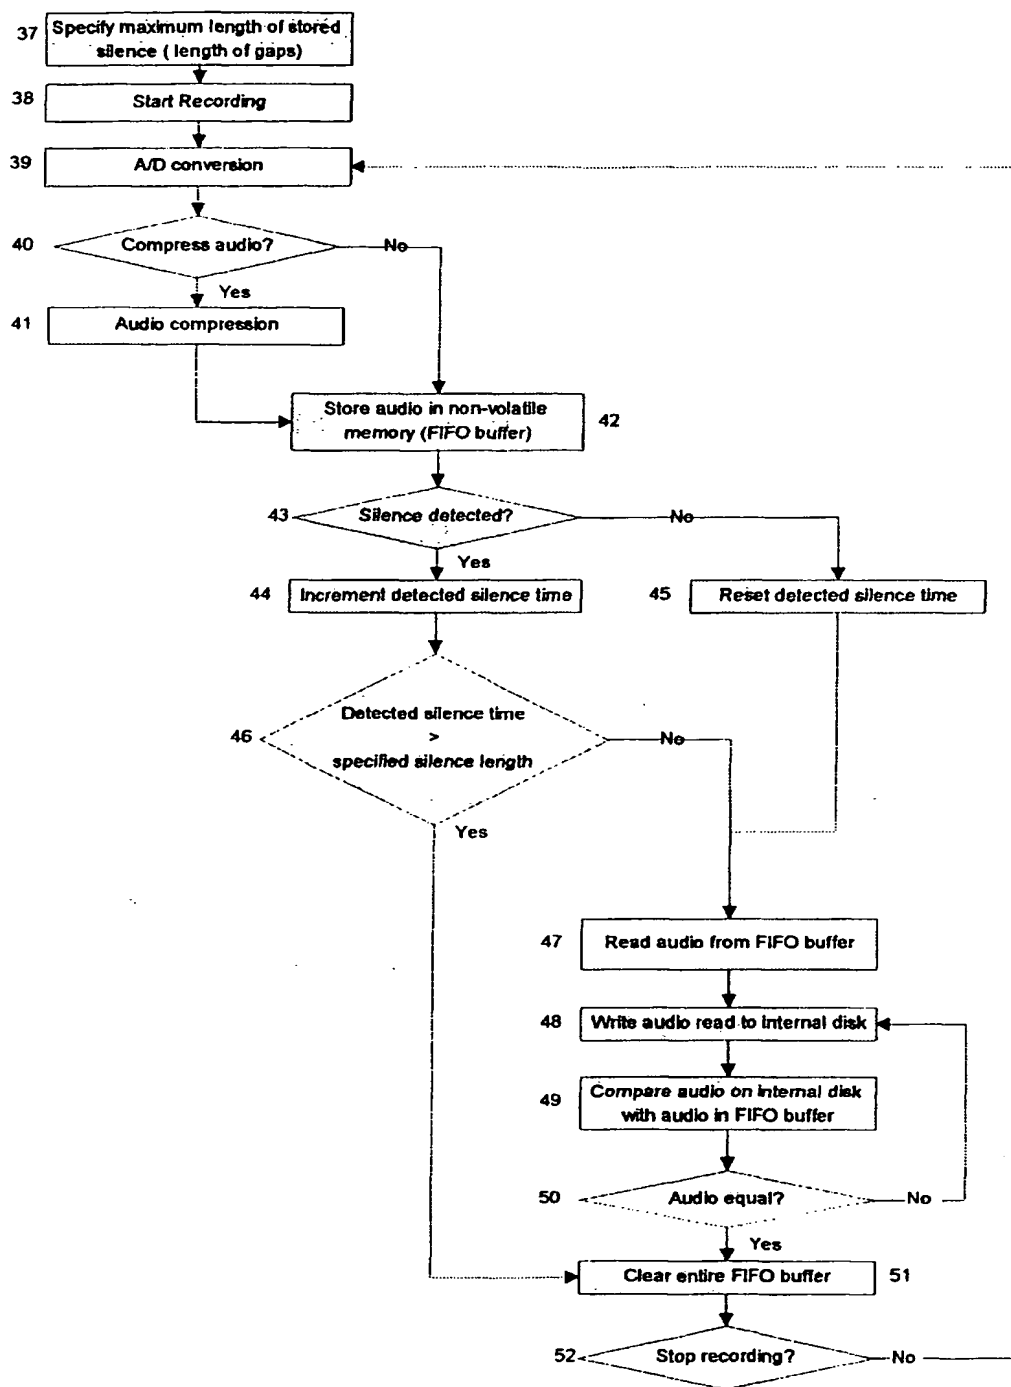 37
Specify maximum length of stored
silence ( length of gaps)
38
Start Recording
39
A/D conversion
40
Compress audio?
No
Yes
41
Audio compression
Store audio in non-volatile
memory (FIFO buffer)
42
43
Silence detected?
No
Yes
44
Increment detected silence time
45
Reset detected silence time
46
Detected silence time
>
specified silence length
No
Yes
47
Read audio from FIFO buffer
48
Write audio read to internal disk
49
Compare audio on internal disk
with audio in FIFO buffer
50
Audio equal?
No
Yes
Clear entire FIFO buffer
51
52
Stop recording?
No